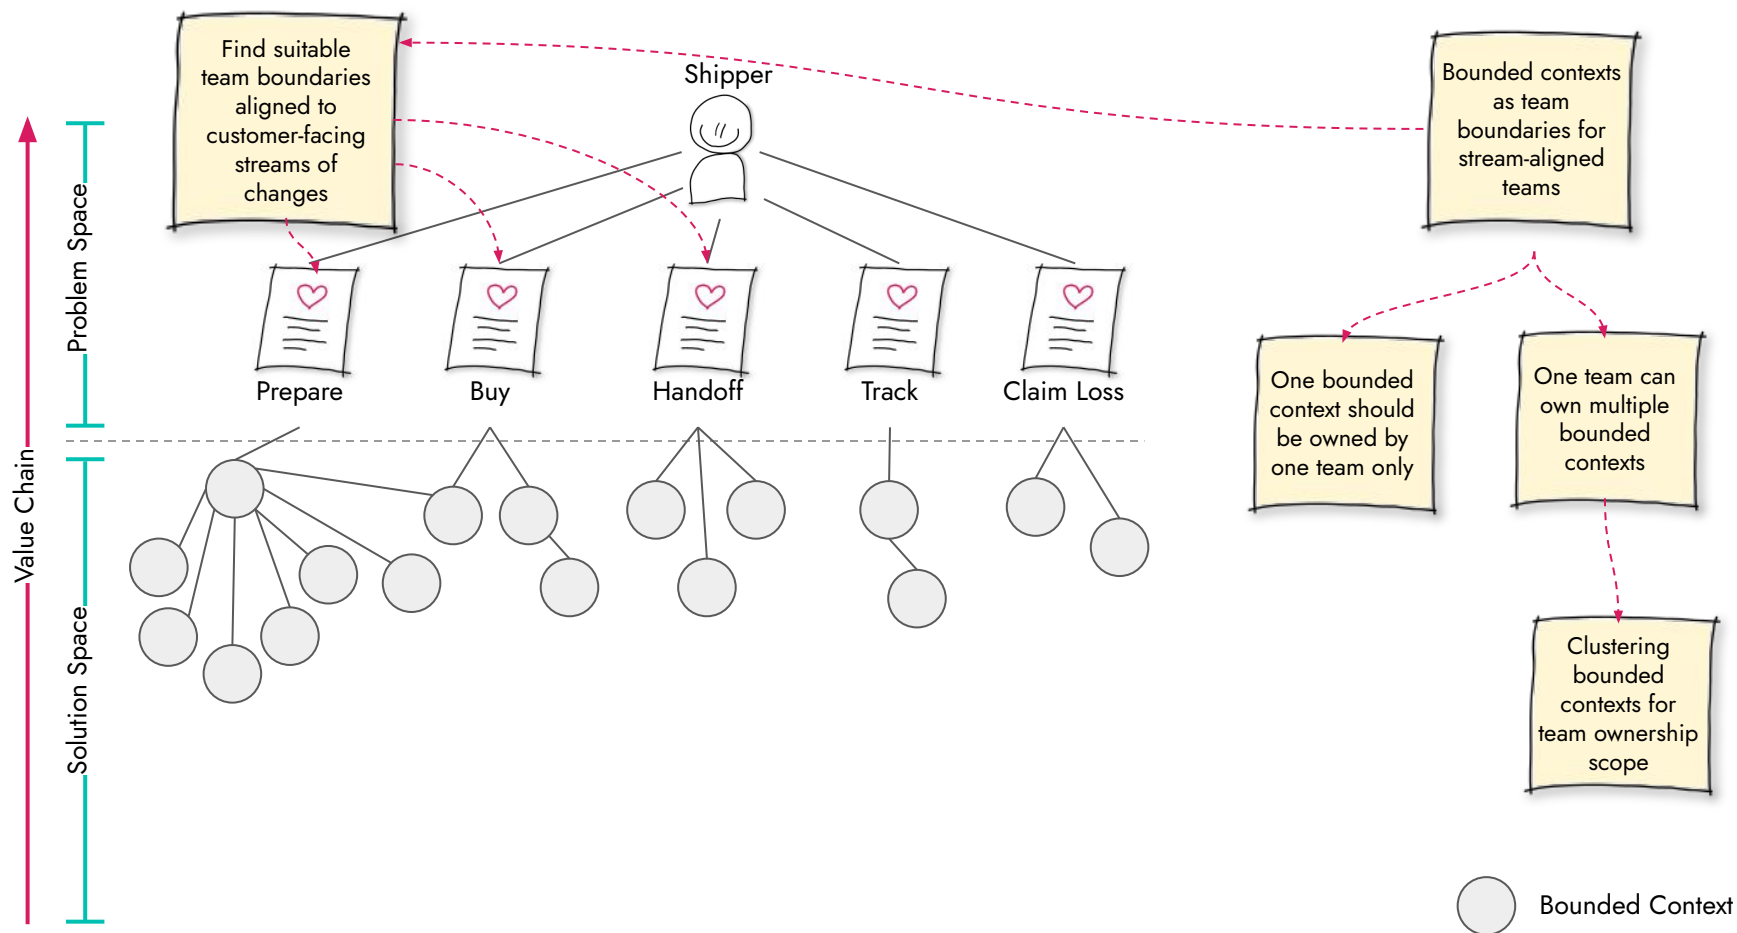 Find suitable
team boundaries
aligned to
customer-facing
streams of
changes
Shipper
Bounded contexts
as team
boundaries for
stream-aligned
teams
Problem Space
Prepare
Buy
Handoff
Track
Claim Loss
One bounded
context should
be owned by
one team only
One team can
own multiple
bounded
contexts
Value Chain
Solution Space
Clustering
bounded
contexts for
team ownership
scope
Bounded Context